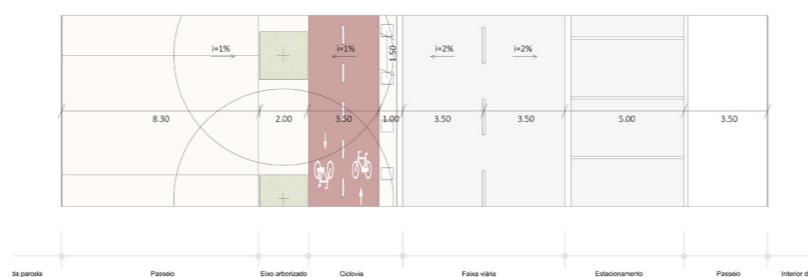 i=1% i=1% i=2% i=2%
1.50
8.30 2.00 3.50 1.00 3.50 3.50 5.00 3.50
da parcela Passeio Eixo arborizado Ciclovia Faixa viária Estacionamento Passeio Interior d